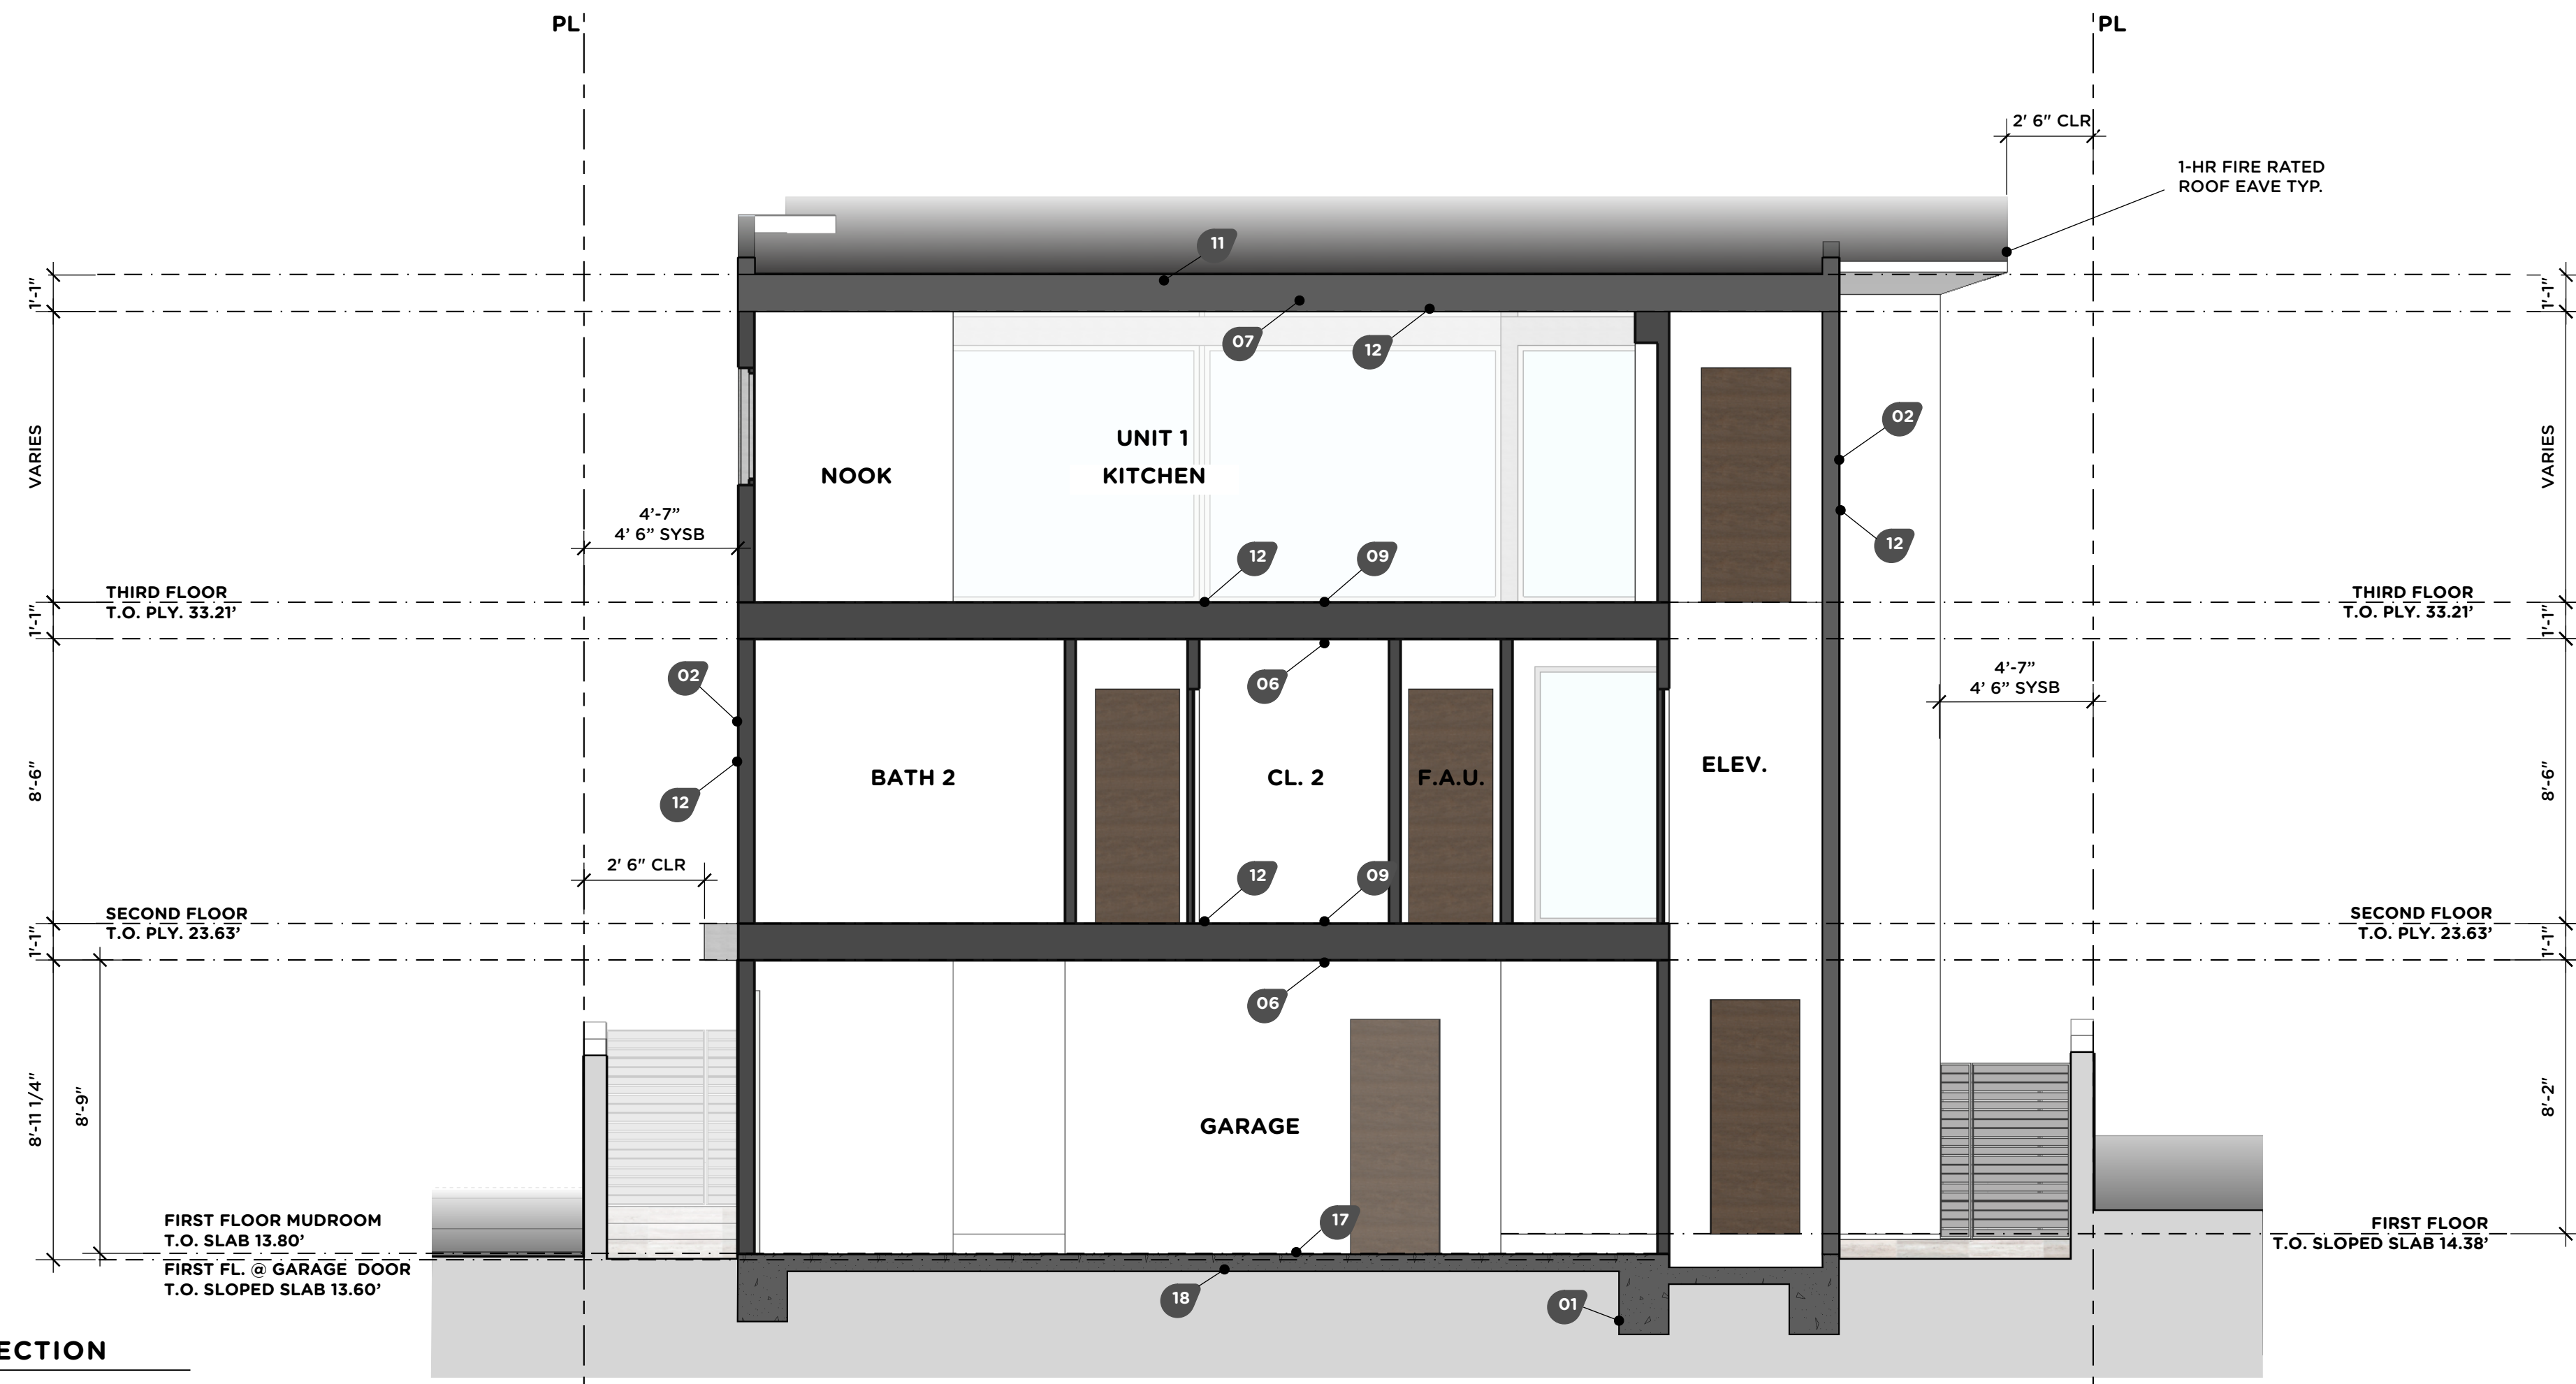 PL
PL
2' 6" CLR
1-HR FIRE RATED
ROOF EAVE TYP.
11
1'-1"
1'-1"
07
12
02
VARIES
UNIT 1
VARIES
NOOK
KITCHEN
4'-7"
4' 6" SYSB
12
12
09
THIRD FLOOR
T.O. PLY. 33.21'
THIRD FLOOR
T.O. PLY. 33.21'
1'-1"
1'-1"
02
06
4'-7"
4' 6" SYSB
8'-6"
BATH 2
CL. 2
F.A.U.
ELEV.
8'-6"
12
2' 6" CLR
12
09
SECOND FLOOR
T.O. PLY. 23.63'
SECOND FLOOR
T.O. PLY. 23.63'
1'-1"
1'-1"
06
8'-11 1/4"
8'-9"
GARAGE
8'-2"
FIRST FLOOR MUDROOM
T.O. SLAB 13.80'
17
FIRST FLOOR
T.O. SLOPED SLAB 14.38'
FIRST FL. @ GARAGE DOOR
T.O. SLOPED SLAB 13.60'
18
01
ECTION